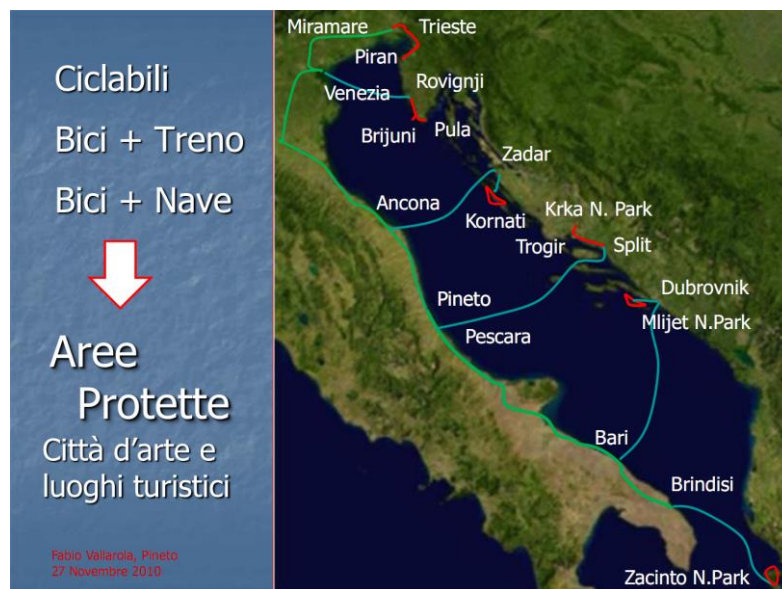 Ciclabili
Bici + Treno
Bici + Nave
Aree
Protette
Città d'arte e
luoghi turistici
Fabio Vallarola, Pineto
27 Novembre 2010
Miramare
Trieste
Piran
Rovignji
Venezia
Brijuni
Pula
Zadar
Ancona
Kornati
Krka N. Park
Trogir
Split
Dubrovnik
Pineto
Mlijet N.Park
Pescara
Bari
Brindisi
Zacinto N.Park